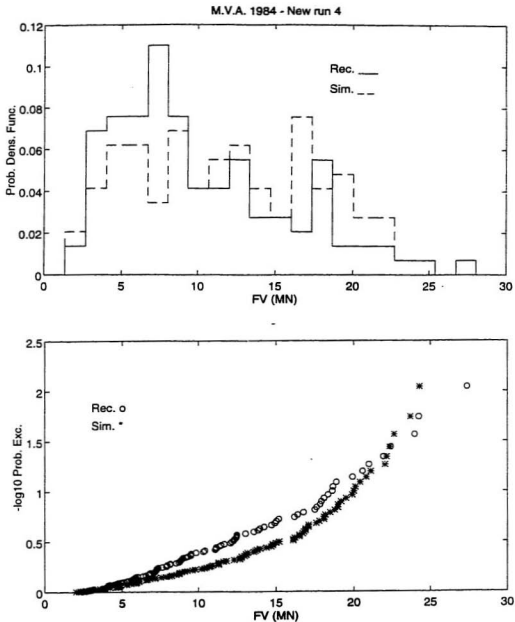 M.V.A. 1984 - New run 4
0.12
0.1
0.08
0.06
0.04
0.02
0
Prob. Dens. Func.
Rec.
Sim.
0 5 10 15 20 25 30
FV (MN)
2.5
2
1.5
1
0.5
0
-log10 Prob. Exc.
Rec. o
Sim. *
0 5 10 15 20 25 30
FV (MN)